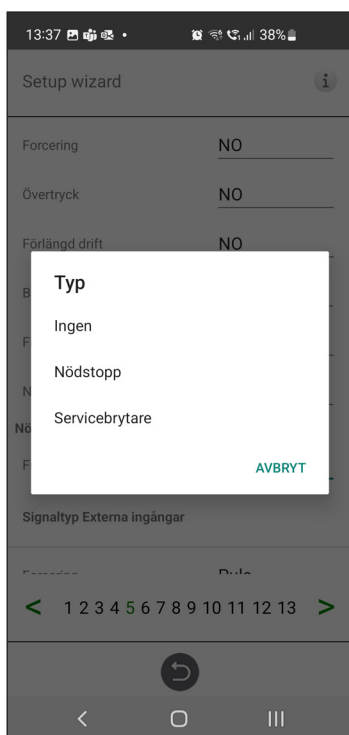 13:37 38%
Setup wizard i
Forcering NO
Övertryck NO
Förlängd drift NO
B
F
N
Nö
F
Typ
Ingen
Nödstopp
Servicebrytare
AVBRYT
Signaltyp Externa ingångar
< 1 2 3 4 5 6 7 8 9 10 11 12 13 >